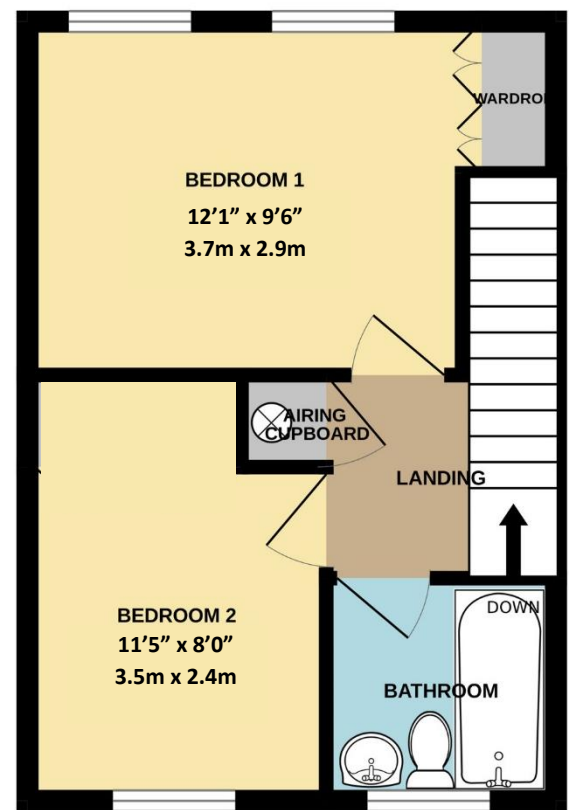 WARDRO
BEDROOM 1
12’1” x 9’6”
3.7m x 2.9m
AIRING
CUPBOARD
LANDING
BEDROOM 2
11’5” x 8’0”
3.5m x 2.4m
DOWN
BATHROOM